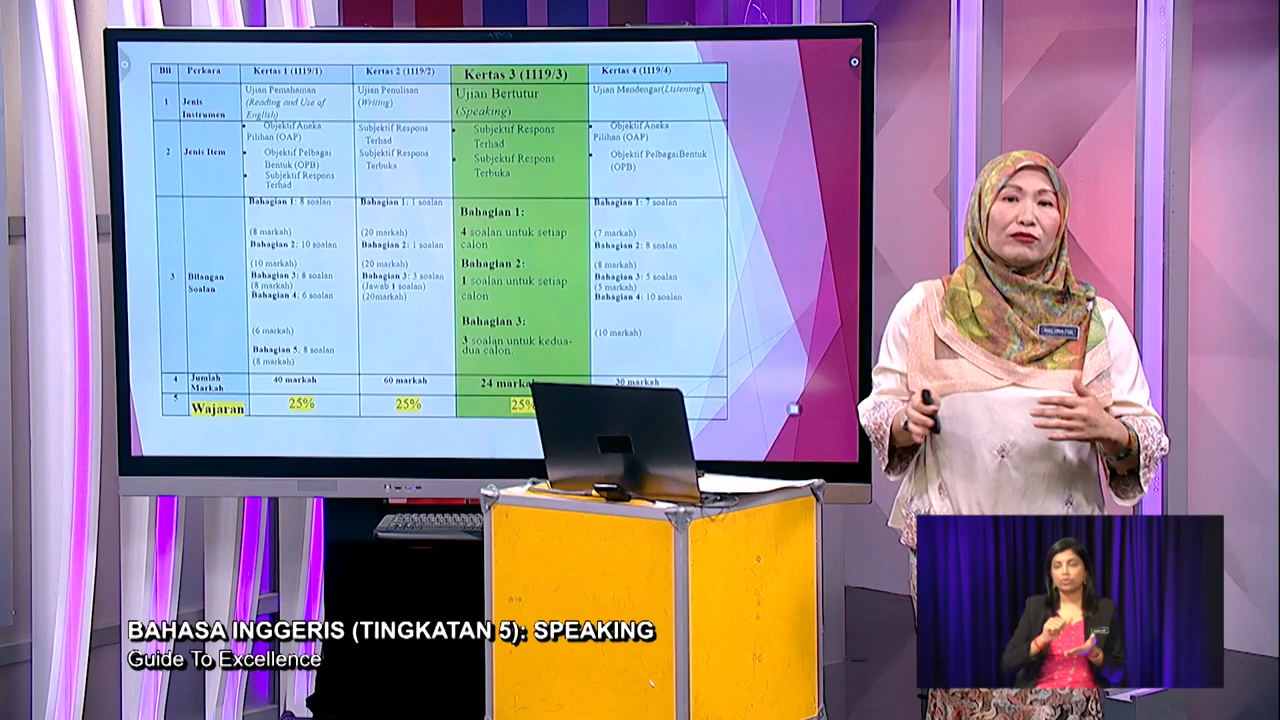 Bil Perkara Kertas 1 (1119/1) Kertas 2 (1119/2) Kertas 3 (1119/3) Kertas 4 (1119/4)
1 Jenis Instrumen
Ujian Pemahaman
(Reading and Use of
English)
Ujian Penulisan
(Writing)
Ujian Bertutur
(Speaking)
Ujian Mendengar(Listening)
2 Jenis Item
• Objektif Aneka
Pilihan (OAP)
• Objektif Pelbagai
Bentuk (OPB)
• Subjektif Respons
Terhad
Subjektif Respons
Terhad
Subjektif Respons
Terbuka
• Subjektif Respons
Terhad
• Subjektif Respons
Terbuka
• Objektif Aneka
Pilihan (OAP)
• Objektif Pelbagai Bentuk
(OPB)
3 Bilangan
Soalan
Bahagian 1: 8 soalan
(8 markah)
Bahagian 2: 10 soalan
(10 markah)
Bahagian 3: 8 soalan
(8 markah)
Bahagian 4: 6 soalan
(6 markah)
Bahagian 5: 8 soalan
(8 markah)
Bahagian 1: 1 soalan
(20 markah)
Bahagian 2: 1 soalan
(20 markah)
Bahagian 3: 3 soalan
(Jawab 1 soalan)
(20markah)
Bahagian 1:
4 soalan untuk setiap
calon
Bahagian 2:
1 soalan untuk setiap
calon
Bahagian 3:
3 soalan untuk kedua-
dua calon.
Bahagian 1: 7 soalan
(7 markah)
Bahagian 2: 8 soalan
(8 markah)
Bahagian 3: 5 soalan
(5 markah)
Bahagian 4: 10 soalan
(10 markah)
4 Jumlah
Markah
40 markah 60 markah 24 marka 30 markah
5 Wajaran 25% 25% 25%
BAHASA INGGERIS (TINGKATAN 5): SPEAKING
Guide To Excellence